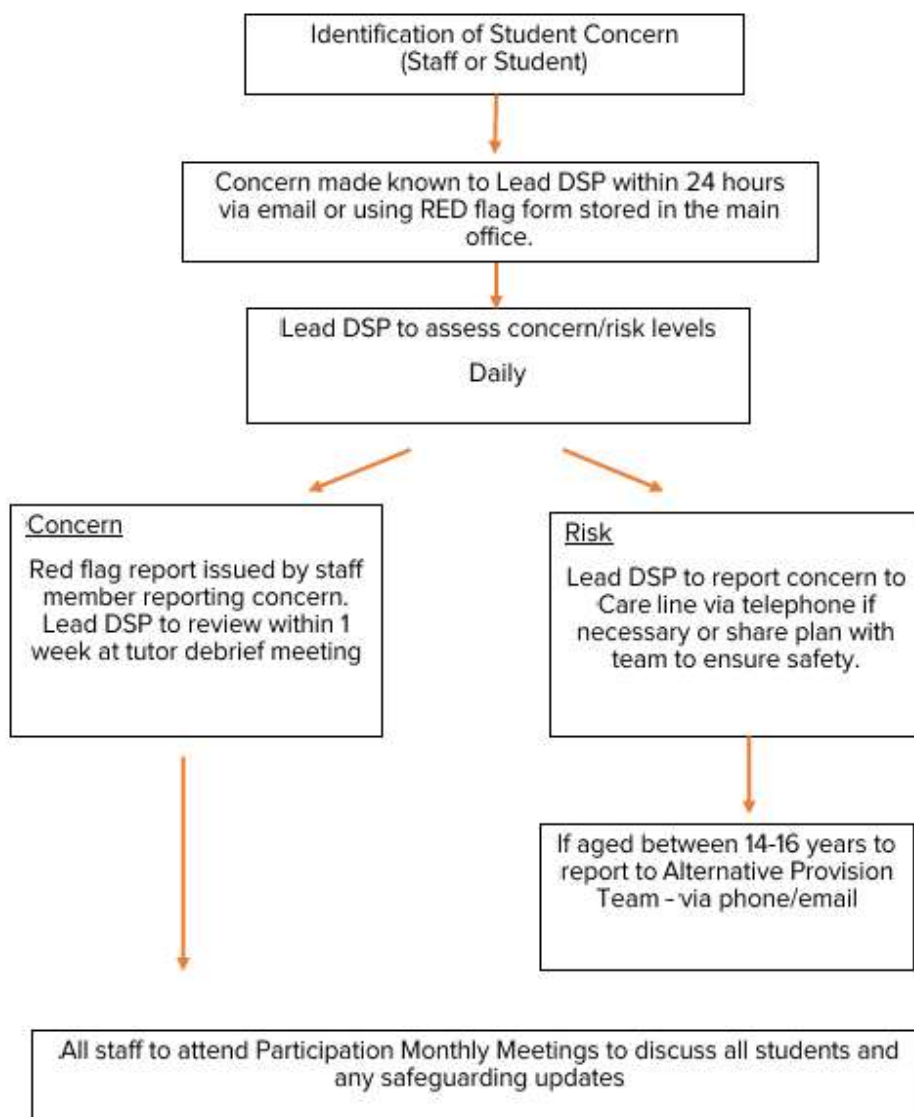 Identification of Student Concern
(Staff or Student)
Concern made known to Lead DSP within 24 hours
via email or using RED flag form stored in the main
office.
Lead DSP to assess concern/risk levels
Daily
Concern
Red flag report issued by staff
member reporting concern.
Lead DSP to review within 1
week at tutor debrief meeting
Risk
Lead DSP to report concern to
Care line via telephone if
necessary or share plan with
team to ensure safety.
If aged between 14-16 years to
report to Alternative Provision
Team - via phone/email
All staff to attend Participation Monthly Meetings to discuss all students and
any safeguarding updates